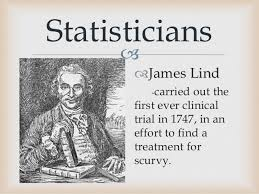 Statisticians
James Lind
-carried out the
first ever clinical
trial in 1747, in an
effort to find a
treatment for
scurvy.